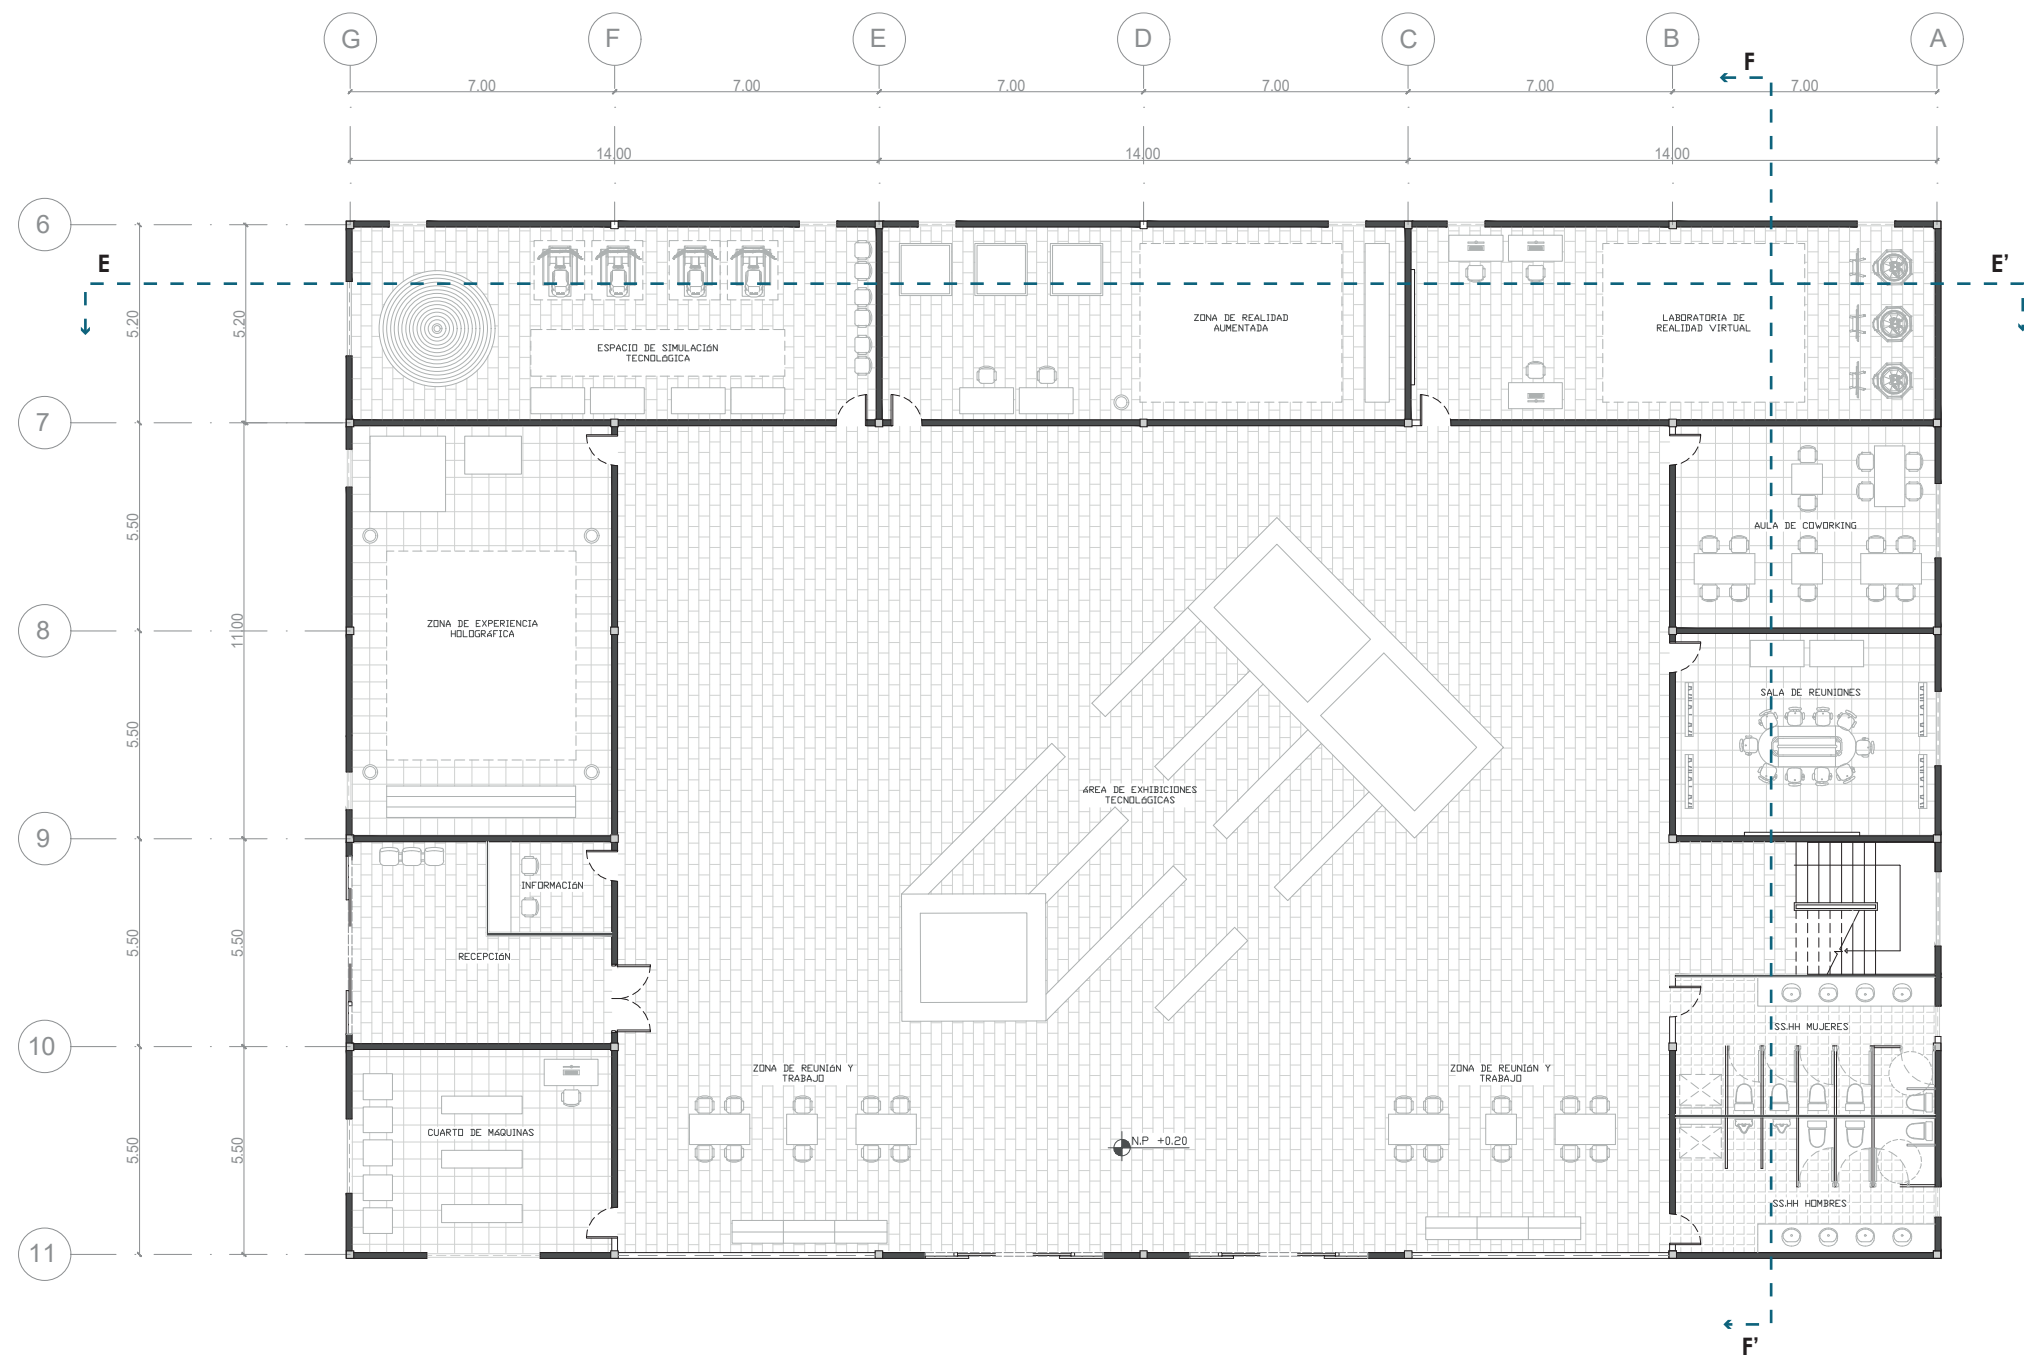 G F E D C B A
F
7.00 7.00 7.00 7.00 7.00 7.00
14.00 14.00 14.00
6
E
E’
5.20 5.20
ZONA DE REALIDAD
AUMENTADA
LABORATORIA DE
REALIDAD VIRTUAL
ESPACIO DE SIMULACIóN
TECNOLóGICA
7
5.50
AULA DE COWORKING
8
11.00
ZONA DE EXPERIENCIA
HOLOGRáFICA
SALA DE REUNIONES
5.50
áREA DE EXHIBICIONES
TECNOLóGICAS
9
INFORMACIóN
5.50 5.50
RECEPCIóN
SS.HH MUJERES
10
ZONA DE REUNIóN Y
TRABAJO
ZONA DE REUNIóN Y
TRABAJO
CUARTO DE MáQUINAS
N.P +0.20
5.50 5.50
SS.HH HOMBRES
11
F’